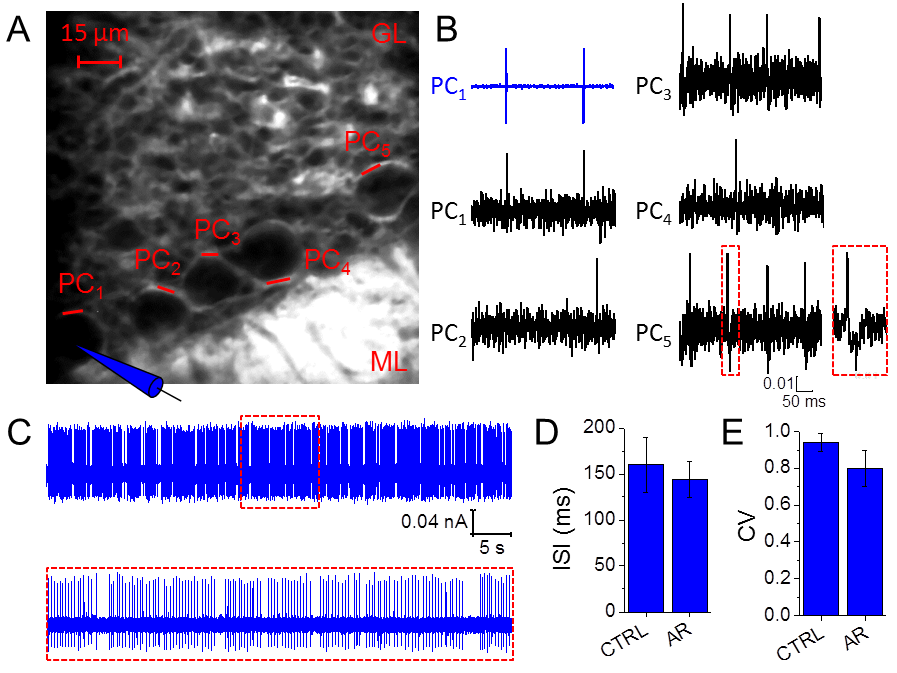 A
15 µm
GL
PC5
PC3
PC2
PC4
PC1
ML
B
PC1
PC3
PC1
PC4
PC2
PC5
0.01
50 ms
C
0.04 nA
5 s
D
200
150
100
50
0
ISI (ms)
CTRL
AR
E
1.0
0.8
0.6
0.4
0.2
0.0
CV
CTRL
AR